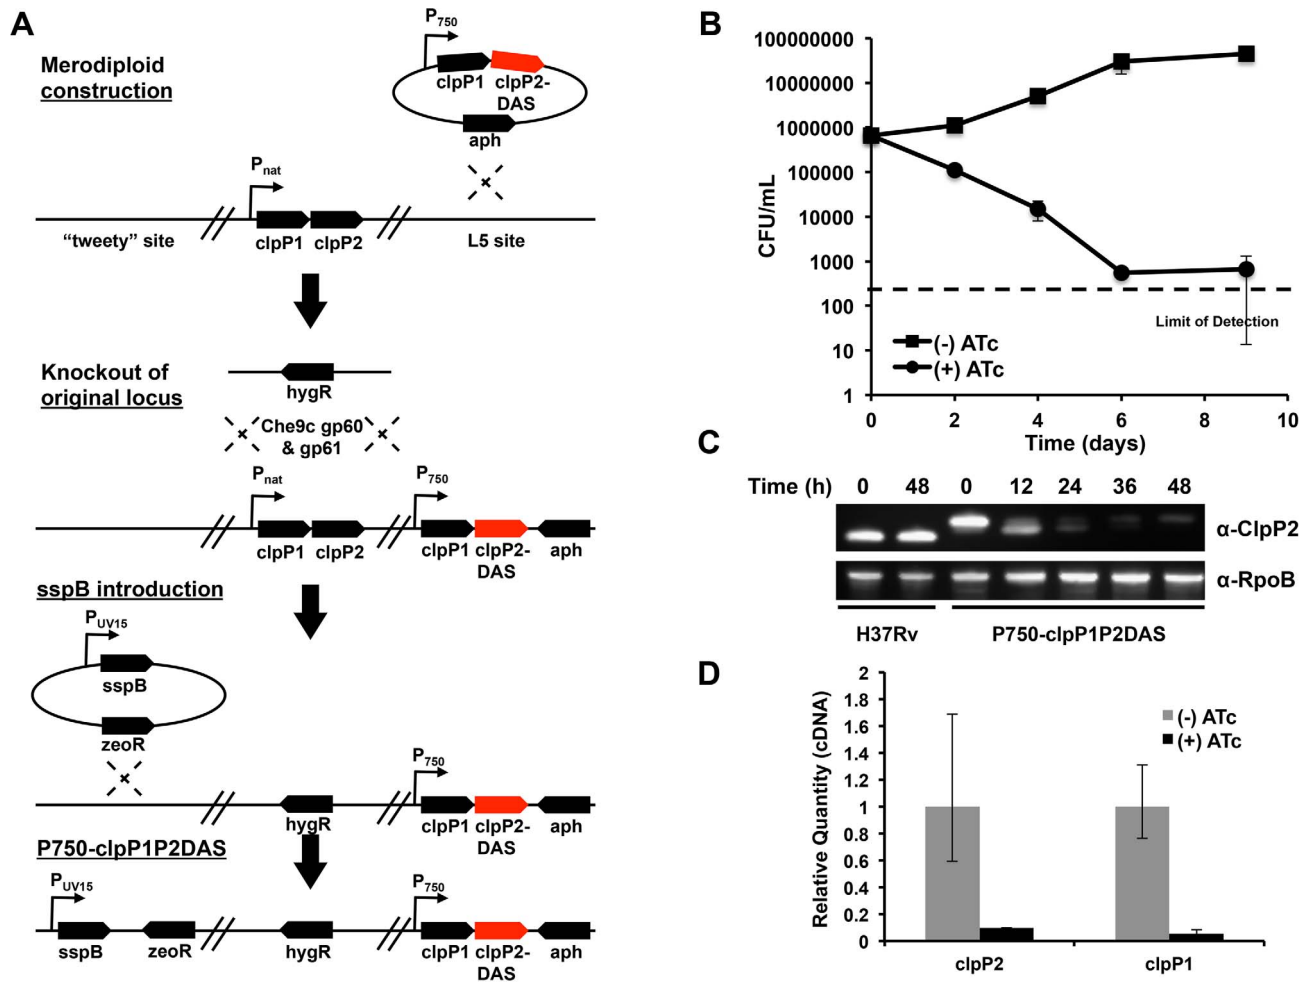 A
Merodiploid
construction
P750
clpP1 clpP2-
DAS
aph
Pnat
"tweety" site
clpP1 clpP2
L5 site
Knockout of
original locus
hygR
Che9c gp60
& gp61
Pnat
P750
clpP1 clpP2
clpP1 clpP2- aph
DAS
sspB introduction
PUV15
sspB
zeoR
P750
hygR
clpP1 clpP2- aph
DAS
P750-clpP1P2DAS
PUV15
P750
sspB zeoR
hygR
clpP1 clpP2- aph
DAS
B
100000000
10000000
1000000
100000
10000
1000
100
10
1
CFU/mL
Limit of Detection
(-) ATc
(+) ATc
0 2 4 6 8 10
Time (days)
C
Time (h) 0 48 0 12 24 36 48
α-ClpP2
α-RpoB
H37Rv P750-clpP1P2DAS
D
2
1.8
1.6
1.4
1.2
1
0.8
0.6
0.4
0.2
0
Relative Quantity (cDNA)
(-) ATc
(+) ATc
clpP2 clpP1